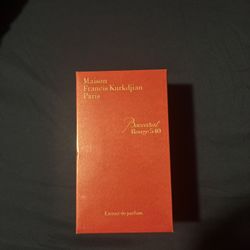 Maison
Francis Kurkdjian
Paris
Baccarat
Rouge 540
Extrait de parfum